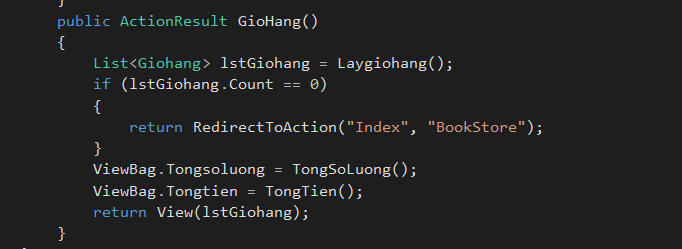 }
public ActionResult GioHang()
{
List<Giohang> lstGiohang = Laygiohang();
if (lstGiohang.Count == 0)
{
return RedirectToAction("Index", "BookStore");
}
ViewBag.Tongsoluong = TongSoLuong();
ViewBag.Tongtien = TongTien();
return View(lstGiohang);
}